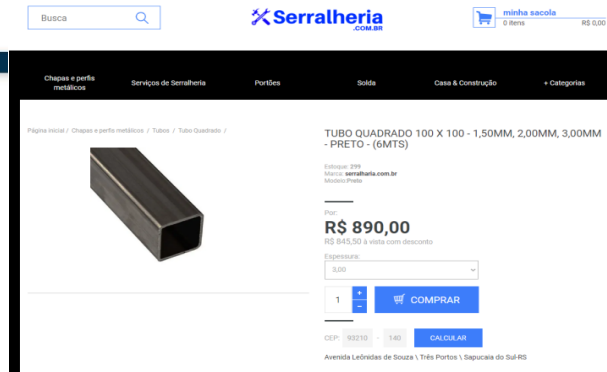 Busca
Serralheria
.COM.BR
minha sacola
0 itens R$ 0,00
Chapas e perfis metálicos
Serviços de Serralheria
Portões
Solda
Casa & Construção
+ Categorias
Página Inicial / Chapas e perfis metálicos / Tubos / Tubo Quadrado /
TUBO QUADRADO 100 X 100 - 1,50MM, 2,00MM, 3,00MM
- PRETO - (6MTS)
Estoque: 299
Marca: serralharia.com.br
Modelo:Preto
Por:
R$ 890,00
R$ 845,50 à vista com desconto
Espessura:
3,00
1
+
-
COMPRAR
CEP: 93210 - 140 CALCULAR
Avenida Leônidas de Souza \ Três Portos \ Sapucaia do Sul-RS